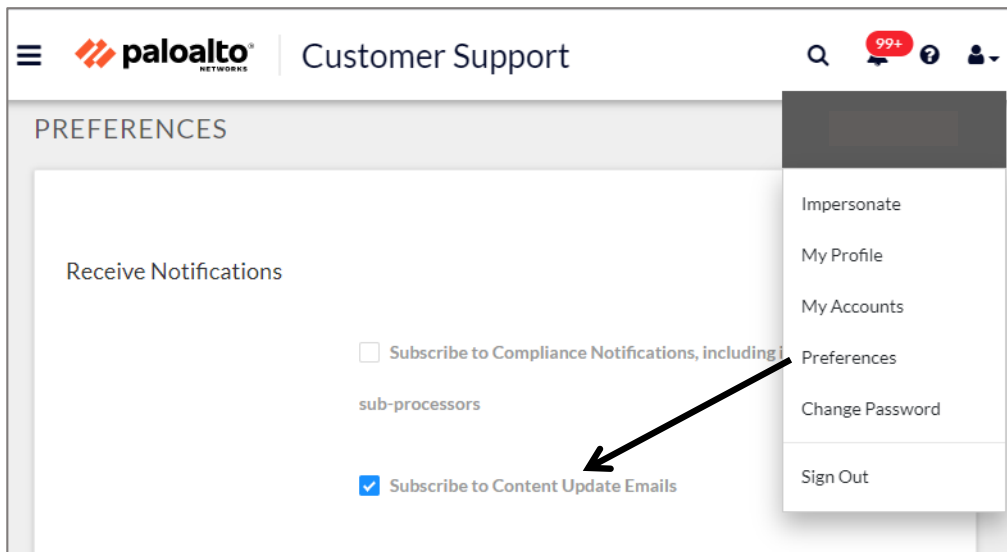 paloalto
NETWORKS
Customer Support
99+
PREFERENCES
Impersonate
My Profile
My Accounts
Preferences
Change Password
Sign Out
Receive Notifications
Subscribe to Compliance Notifications, including
sub-processors
Subscribe to Content Update Emails